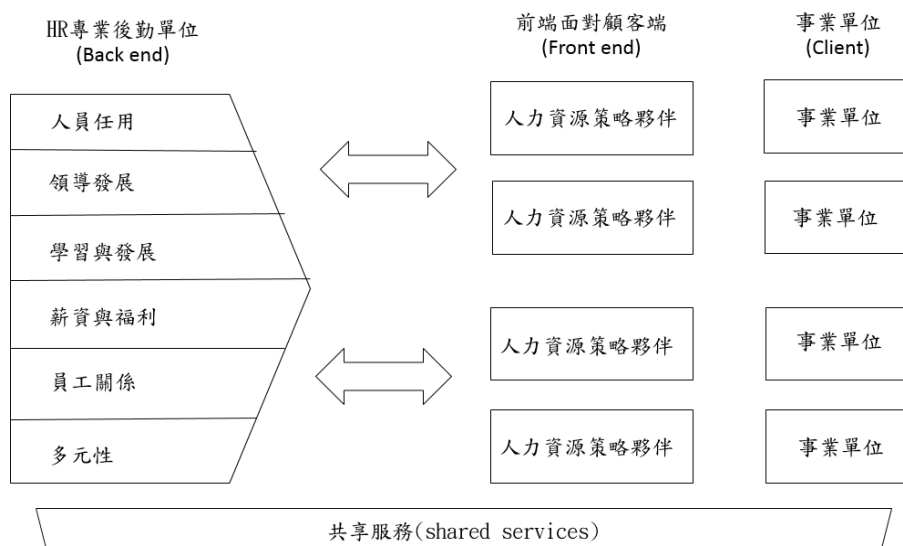 HR專業後勤單位
(Back end)
前端面對顧客端
(Front end)
事業單位
(Client)
人員任用
領導發展
學習與發展
薪資與福利
員工關係
多元性
人力資源策略夥伴
事業單位
人力資源策略夥伴
事業單位
人力資源策略夥伴
事業單位
人力資源策略夥伴
事業單位
共享服務(shared services)